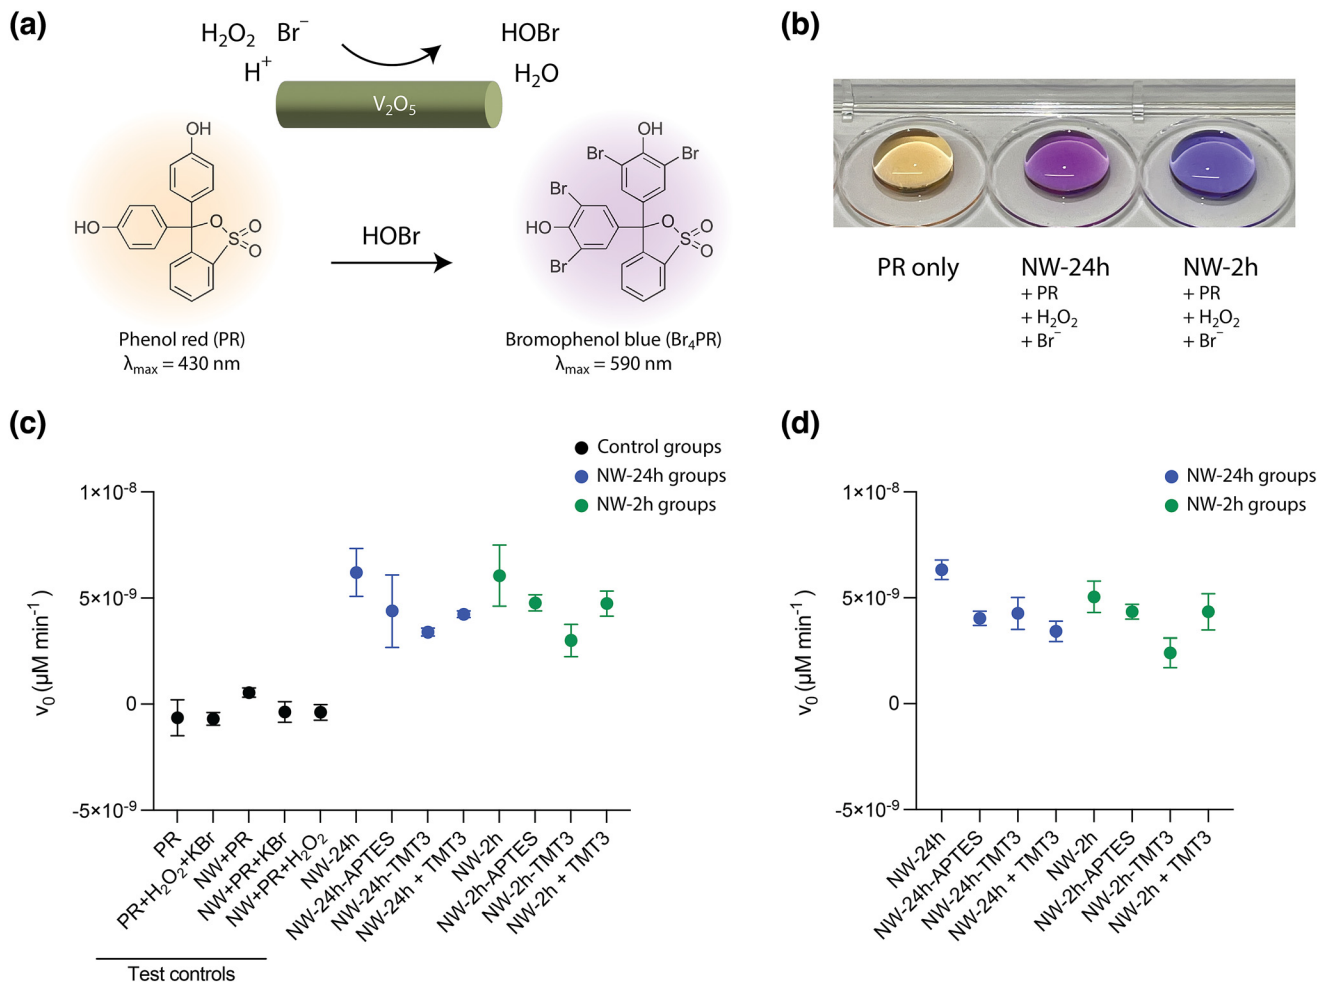 (a)
H₂O₂ Br⁻
H⁺
HOBr
H₂O
V₂O₅
OH
HO
O
S
O
O
Phenol red (PR)
λmax = 430 nm
HOBr
OH
Br
Br
Br
HO
Br
O
S
O
O
Bromophenol blue (Br₄PR)
λmax = 590 nm
(b)
PR only
NW-24h
+ PR
+ H₂O₂
+ Br⁻
NW-2h
+ PR
+ H₂O₂
+ Br⁻
(c)
Control groups
NW-24h groups
NW-2h groups
1×10⁻⁸
5×10⁻⁹
0
-5×10⁻⁹
v₀ (µM min⁻¹ )
PR
PR+H₂O₂+KBr
NW+PR
NW+PR+KBr
NW+PR+H₂O₂
NW-24h
NW-24h-APTES
NW-24h-TMT3
NW-24h + TMT3
NW-2h
NW-2h-APTES
NW-2h-TMT3
NW-2h + TMT3
Test controls
(d)
NW-24h groups
NW-2h groups
1×10⁻⁸
5×10⁻⁹
0
-5×10⁻⁹
v₀ (µM min⁻¹ )
NW-24h
NW-24h-APTES
NW-24h-TMT3
NW-24h + TMT3
NW-2h
NW-2h-APTES
NW-2h-TMT3
NW-2h + TMT3